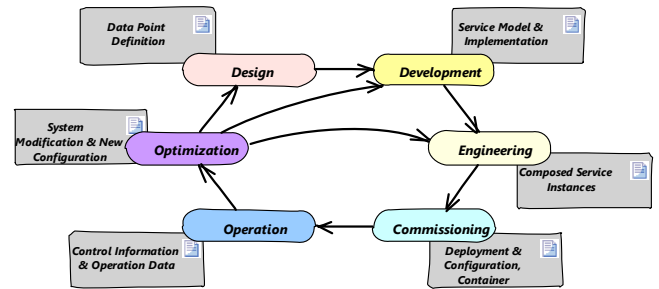 Data Point
Definition
Service Model &
Implementation
Design
Development
System
Modification & New
Configuration
Optimization
Engineering
Composed Service
Instances
Operation
Commissioning
Control Information
& Operation Data
Deployment &
Configuration,
Container